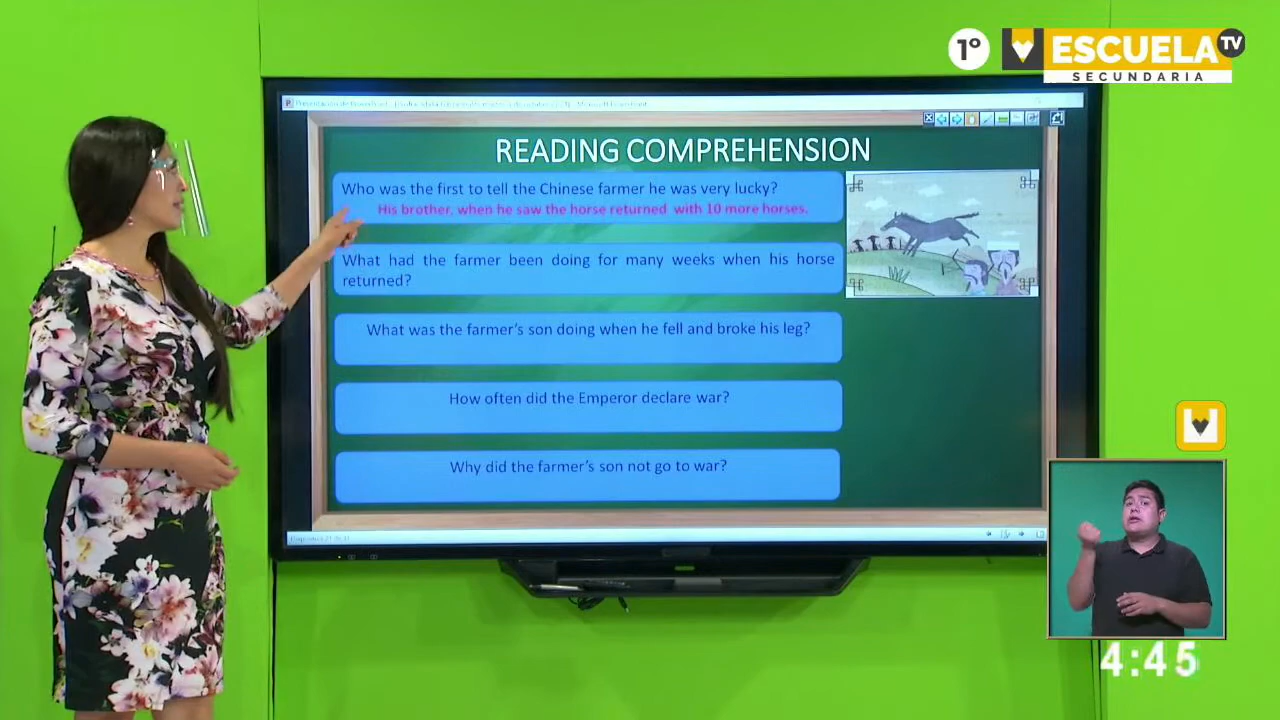 1º ESCUELA TV
SECUNDARIA
READING COMPREHENSION
Who was the first to tell the Chinese farmer he was very lucky?
His brother, when he saw the horse returned with 10 more horses.
What had the farmer been doing for many weeks when his horse
returned?
What was the farmer's son doing when he fell and broke his leg?
How often did the Emperor declare war?
Why did the farmer's son not go to war?
4:45